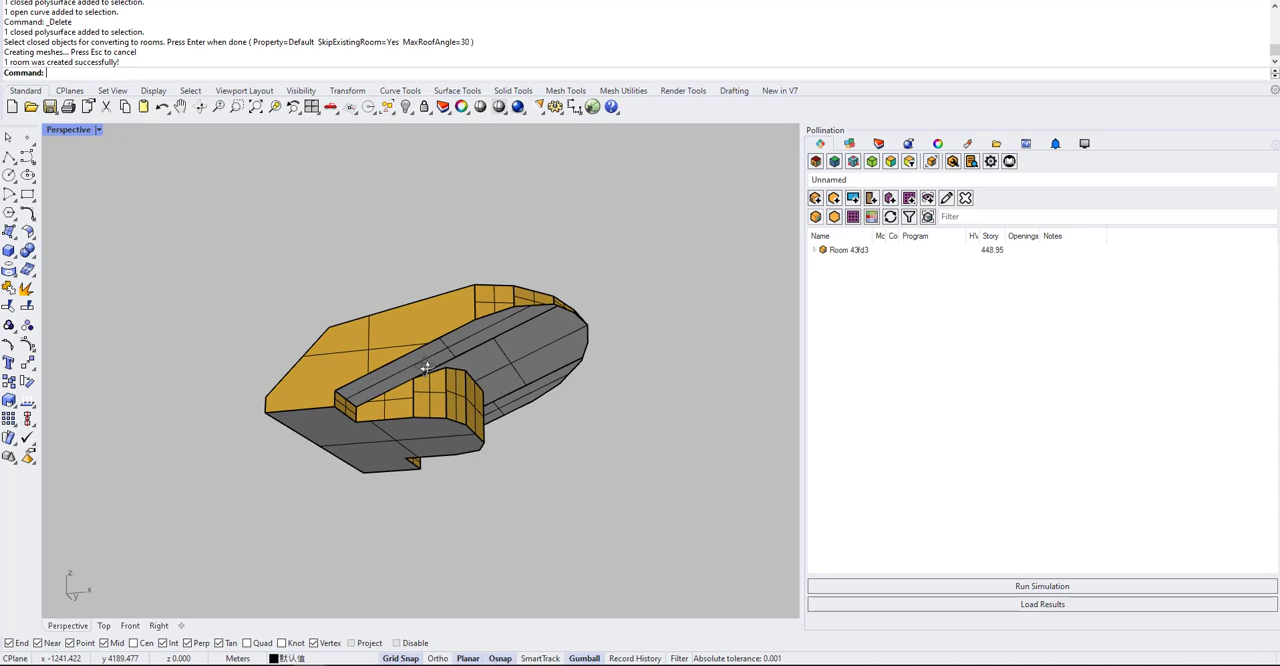 1 closed polysurface added to selection.
1 open curve added to selection.
Command: _Delete
1 closed polysurface added to selection.
Select closed objects for converting to rooms. Press Enter when done ( Property=Default  SkipExistingRoom=Yes  MaxRoofAngle=30 )
Creating meshes... Press Esc to cancel
1 room was created successfully!
Command:
Standard CPlanes Set View Display Select Viewport Layout Visibility Transform Curve Tools Surface Tools Solid Tools Mesh Tools Mesh Utilities Render Tools Drafting New in V7
Perspective
Pollination
Unnamed
Filter
Name Mc Co Program HV Story Openings Notes
Room 43fd3 448.95
z
x
y
Run Simulation
Load Results
Perspective Top Front Right
End Near Point Mid Cen Int Perp Tan Quad Knot Vertex Project Disable
CPlane x -1241.422 y 4189.477 z 0.000 Meters 默认值 Grid Snap Ortho Planar Osnap SmartTrack Gumball Record History Filter Absolute tolerance: 0.001